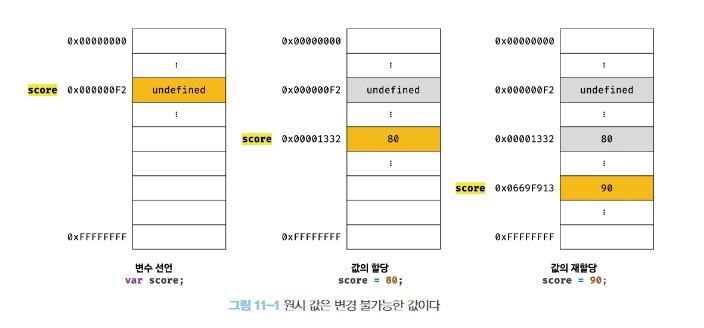 0x00000000
⋮
score 0x000000F2 undefined
⋮
0xFFFFFFFF
변수 선언
var score;
0x00000000
⋮
0x000000F2 undefined
⋮
score 0x00001332 80
⋮
0xFFFFFFFF
값의 할당
score = 80;
0x00000000
⋮
0x000000F2 undefined
⋮
0x00001332 80
⋮
score 0x0669F913 90
⋮
0xFFFFFFFF
값의 재할당
score = 90;
그림 11-1 원시 값은 변경 불가능한 값이다